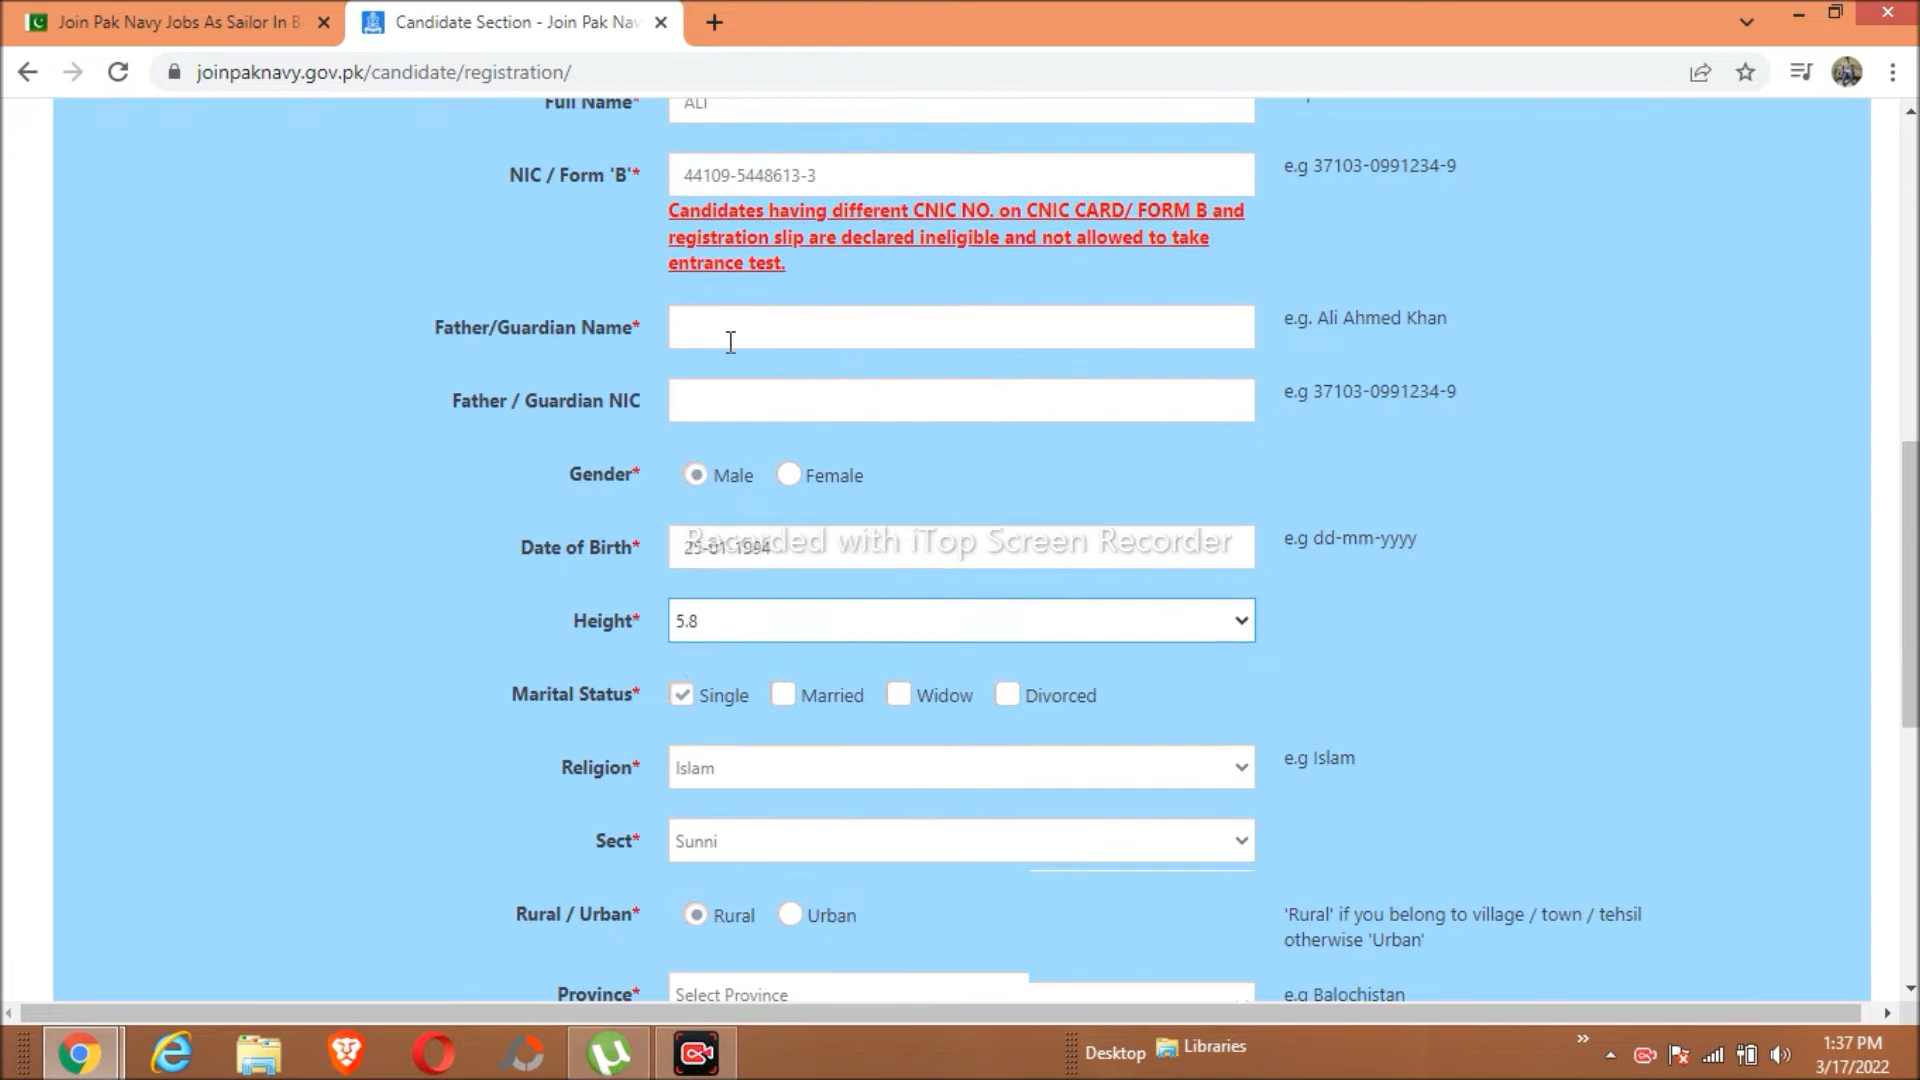 Join Pak Navy Jobs As Sailor In B
Candidate Section - Join Pak Nav
joinpaknavy.gov.pk/candidate/registration/
Full Name* ALI
NIC / Form 'B'* 44109-5448613-3 e.g 37103-0991234-9
Candidates having different CNIC NO. on CNIC CARD/ FORM B and
registration slip are declared ineligible and not allowed to take
entrance test.
Father/Guardian Name* e.g. Ali Ahmed Khan
Father / Guardian NIC e.g 37103-0991234-9
Gender* Male Female
Recorded with iTop Screen Recorder
Date of Birth* 25-01-1994 e.g dd-mm-yyyy
Height* 5.8
Marital Status* Single Married Widow Divorced
Religion* Islam e.g Islam
Sect* Sunni
Rural / Urban* Rural Urban 'Rural' if you belong to village / town / tehsil
otherwise 'Urban'
Province* Select Province e.g Balochistan
Desktop Libraries
1:37 PM
3/17/2022